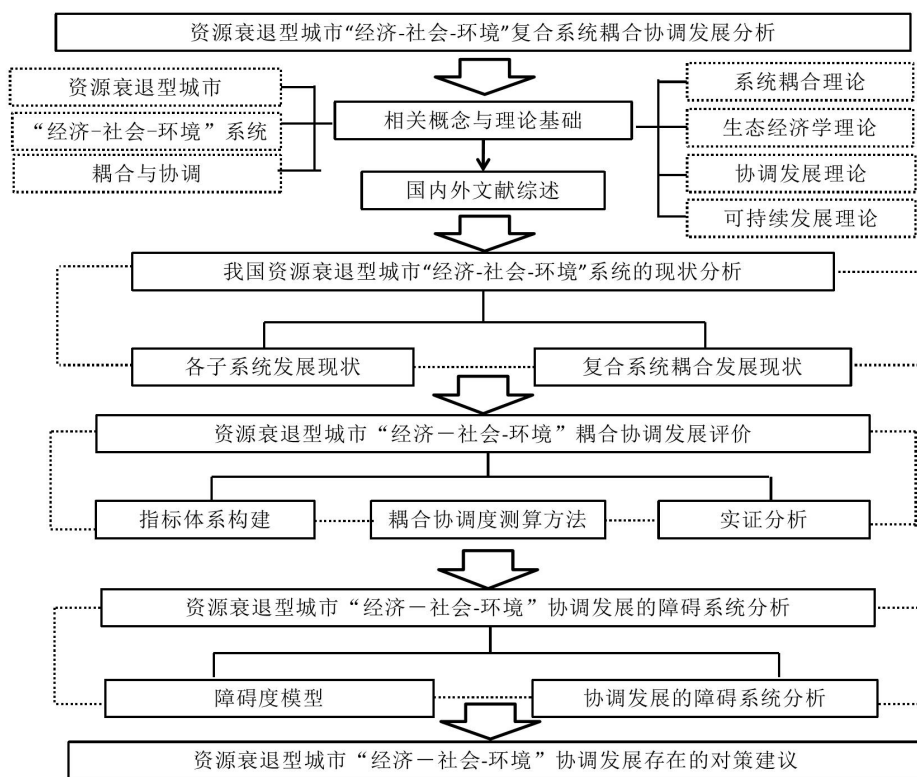 资源衰退型城市“经济-社会-环境”复合系统耦合协调发展分析
资源衰退型城市
“经济-社会-环境”系统
耦合与协调
相关概念与理论基础
国内外文献综述
系统耦合理论
生态经济学理论
协调发展理论
可持续发展理论
我国资源衰退型城市“经济-社会-环境”系统的现状分析
各子系统发展现状
复合系统耦合发展现状
资源衰退型城市“经济－社会-环境”耦合协调发展评价
指标体系构建
耦合协调度测算方法
实证分析
资源衰退型城市“经济－社会-环境”协调发展的障碍系统分析
障碍度模型
协调发展的障碍系统分析
资源衰退型城市“经济－社会-环境”协调发展存在的对策建议